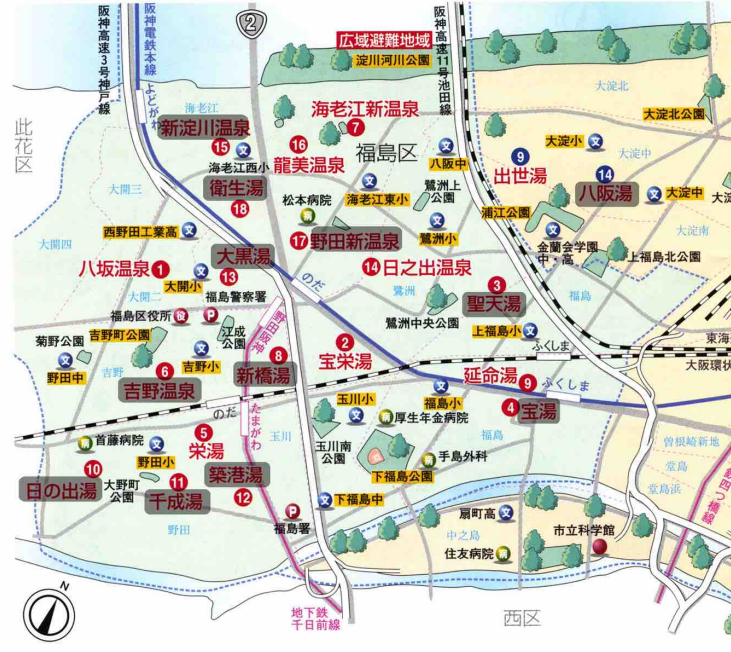 阪神高速3号神戸線
阪神電鉄本線
よどがわ
2
広域避難地域
淀川河川公園
阪神高速11号池田線
大淀北
大淀北公園
海老江
新淀川温泉
15
海老江西小
海老江新温泉
7
16
龍美温泉
福島区
八阪中
大淀小
9
出世湯
大淀中
14
八阪湯
大淀中
大淀南
此花区
大開三
衛生湯
18
松本病院
海老江東小
鷺洲上
公園
浦江公園
鷺洲小
金蘭会学園
中・高
上福島北公園
西野田工業高
大開四
17
野田新温泉
大黒湯
13
八坂温泉
1
大開小
福島警察署
大開二
のだ
14
日之出温泉
鷺洲
3
聖天湯
福島
鷺洲中央公園
上福島小
福島区役所
菊野公園
吉野町公園
江成
公園
野田阪神
2
宝栄湯
ふくしま
東海
大阪環状
野田中
吉野
吉野小
8
新橋湯
6
吉野温泉
延命湯
9
ふくしま
4
宝湯
のだ
たまがわ
玉川小
福島小
厚生年金病院
首藤病院
野田小
5
栄湯
玉川
玉川南
公園
手島外科
福島
曽根崎新地
堂島
堂島浜
10
日の出湯
大野町
公園
11
千成湯
築港湯
12
下福島公園
下福島中
野田
福島署
扇町高
中之島
市立科学館
住友病院
四つ橋線
N
地下鉄
千日前線
西区